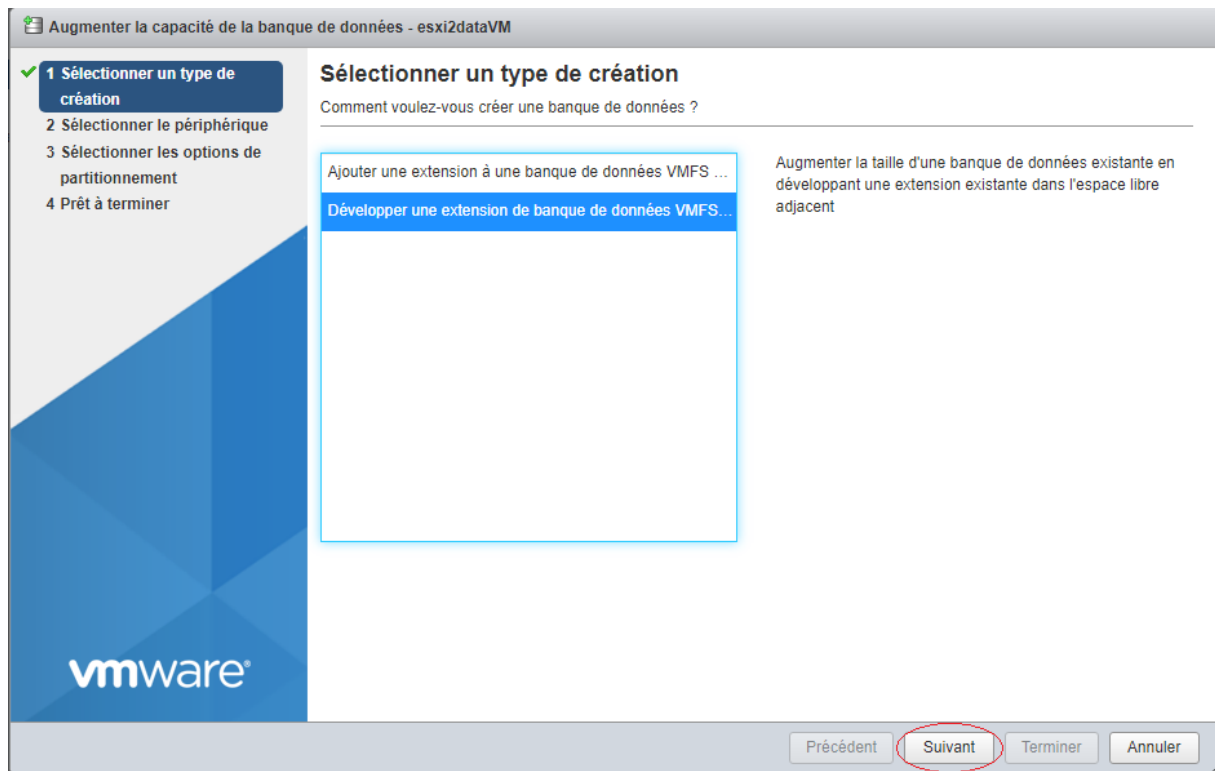 Augmenter la capacité de la banque de données - esxi2dataVM
1 Sélectionner un type de
création
2 Sélectionner le périphérique
3 Sélectionner les options de
partitionnement
4 Prêt à terminer
Sélectionner un type de création
Comment voulez-vous créer une banque de données ?
Ajouter une extension à une banque de données VMFS ...
Développer une extension de banque de données VMFS...
Augmenter la taille d'une banque de données existante en
développant une extension existante dans l'espace libre
adjacent
vmware®
Précédent
Suivant
Terminer
Annuler